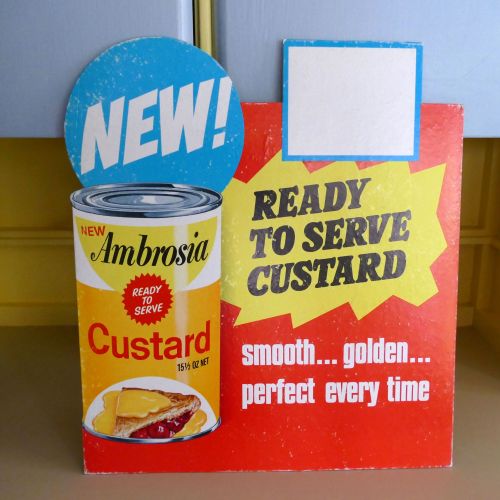 NEW!
NEW
Ambrosia
READY
TO
SERVE
Custard
15½ OZ NET
READY
TO SERVE
CUSTARD
smooth... golden...
perfect every time